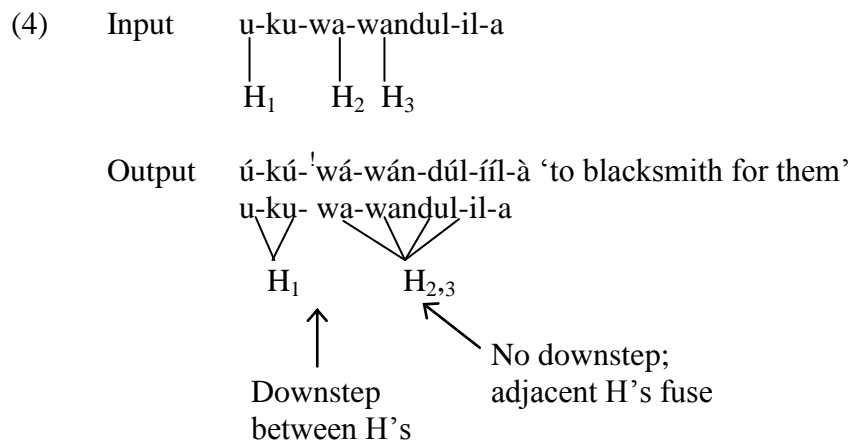 (4) Input u-ku-wa-wandul-il-a
H₁ H₂ H₃
Output ú-kú-ꜝwá-wán-dúl-ííl-à ‘to blacksmith for them’
u-ku- wa-wandul-il-a
H₁ H₂,₃
No downstep;
adjacent H’s fuse
Downstep
between H’s